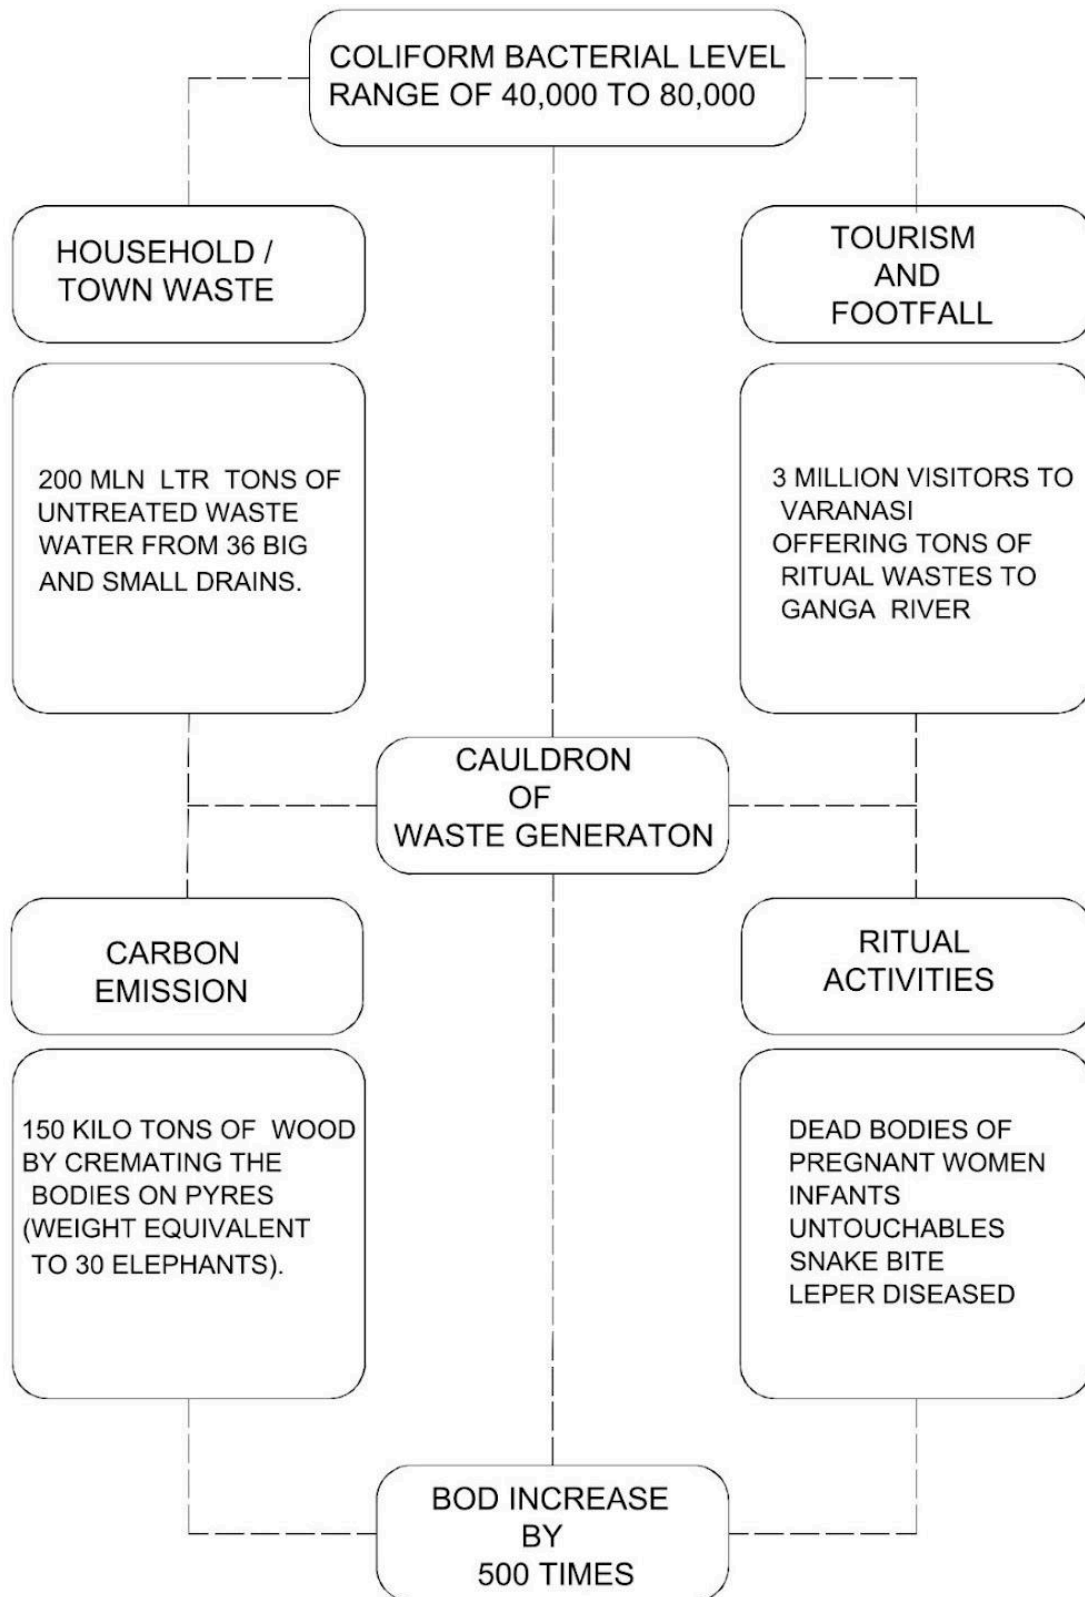 COLIFORM BACTERIAL LEVEL
RANGE OF 40,000 TO 80,000
HOUSEHOLD /
TOWN WASTE
TOURISM
AND
FOOTFALL
200 MLN LTR TONS OF
UNTREATED WASTE
WATER FROM 36 BIG
AND SMALL DRAINS.
3 MILLION VISITORS TO
VARANASI
OFFERING TONS OF
RITUAL WASTES TO
GANGA RIVER
CAULDRON
OF
WASTE GENERATON
CARBON
EMISSION
RITUAL
ACTIVITIES
150 KILO TONS OF WOOD
BY CREMATING THE
BODIES ON PYRES
(WEIGHT EQUIVALENT
TO 30 ELEPHANTS).
DEAD BODIES OF
PREGNANT WOMEN
INFANTS
UNTOUCHABLES
SNAKE BITE
LEPER DISEASED
BOD INCREASE
BY
500 TIMES